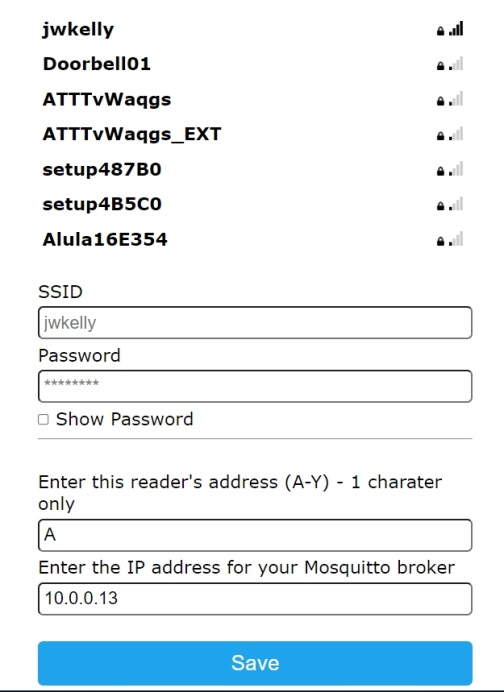 jwkelly
Doorbell01
ATTTvWaqgs
ATTTvWaqgs_EXT
setup487B0
setup4B5C0
Alula16E354
SSID
jwkelly
Password
********
Show Password
Enter this reader's address (A-Y) - 1 charater
only
A
Enter the IP address for your Mosquitto broker
10.0.0.13
Save